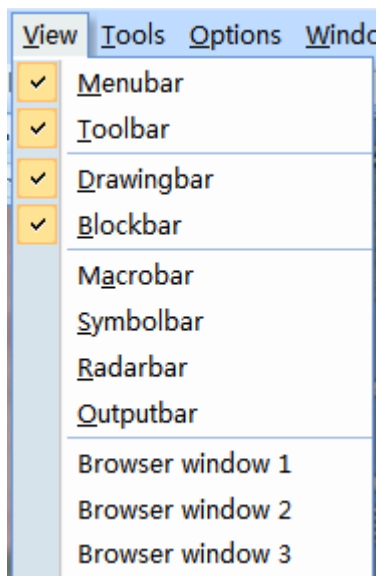 View Tools Options
Menubar
Toolbar
Drawingbar
Blockbar
Macrobar
Symbolbar
Radarbar
Outputbar
Browser window 1
Browser window 2
Browser window 3